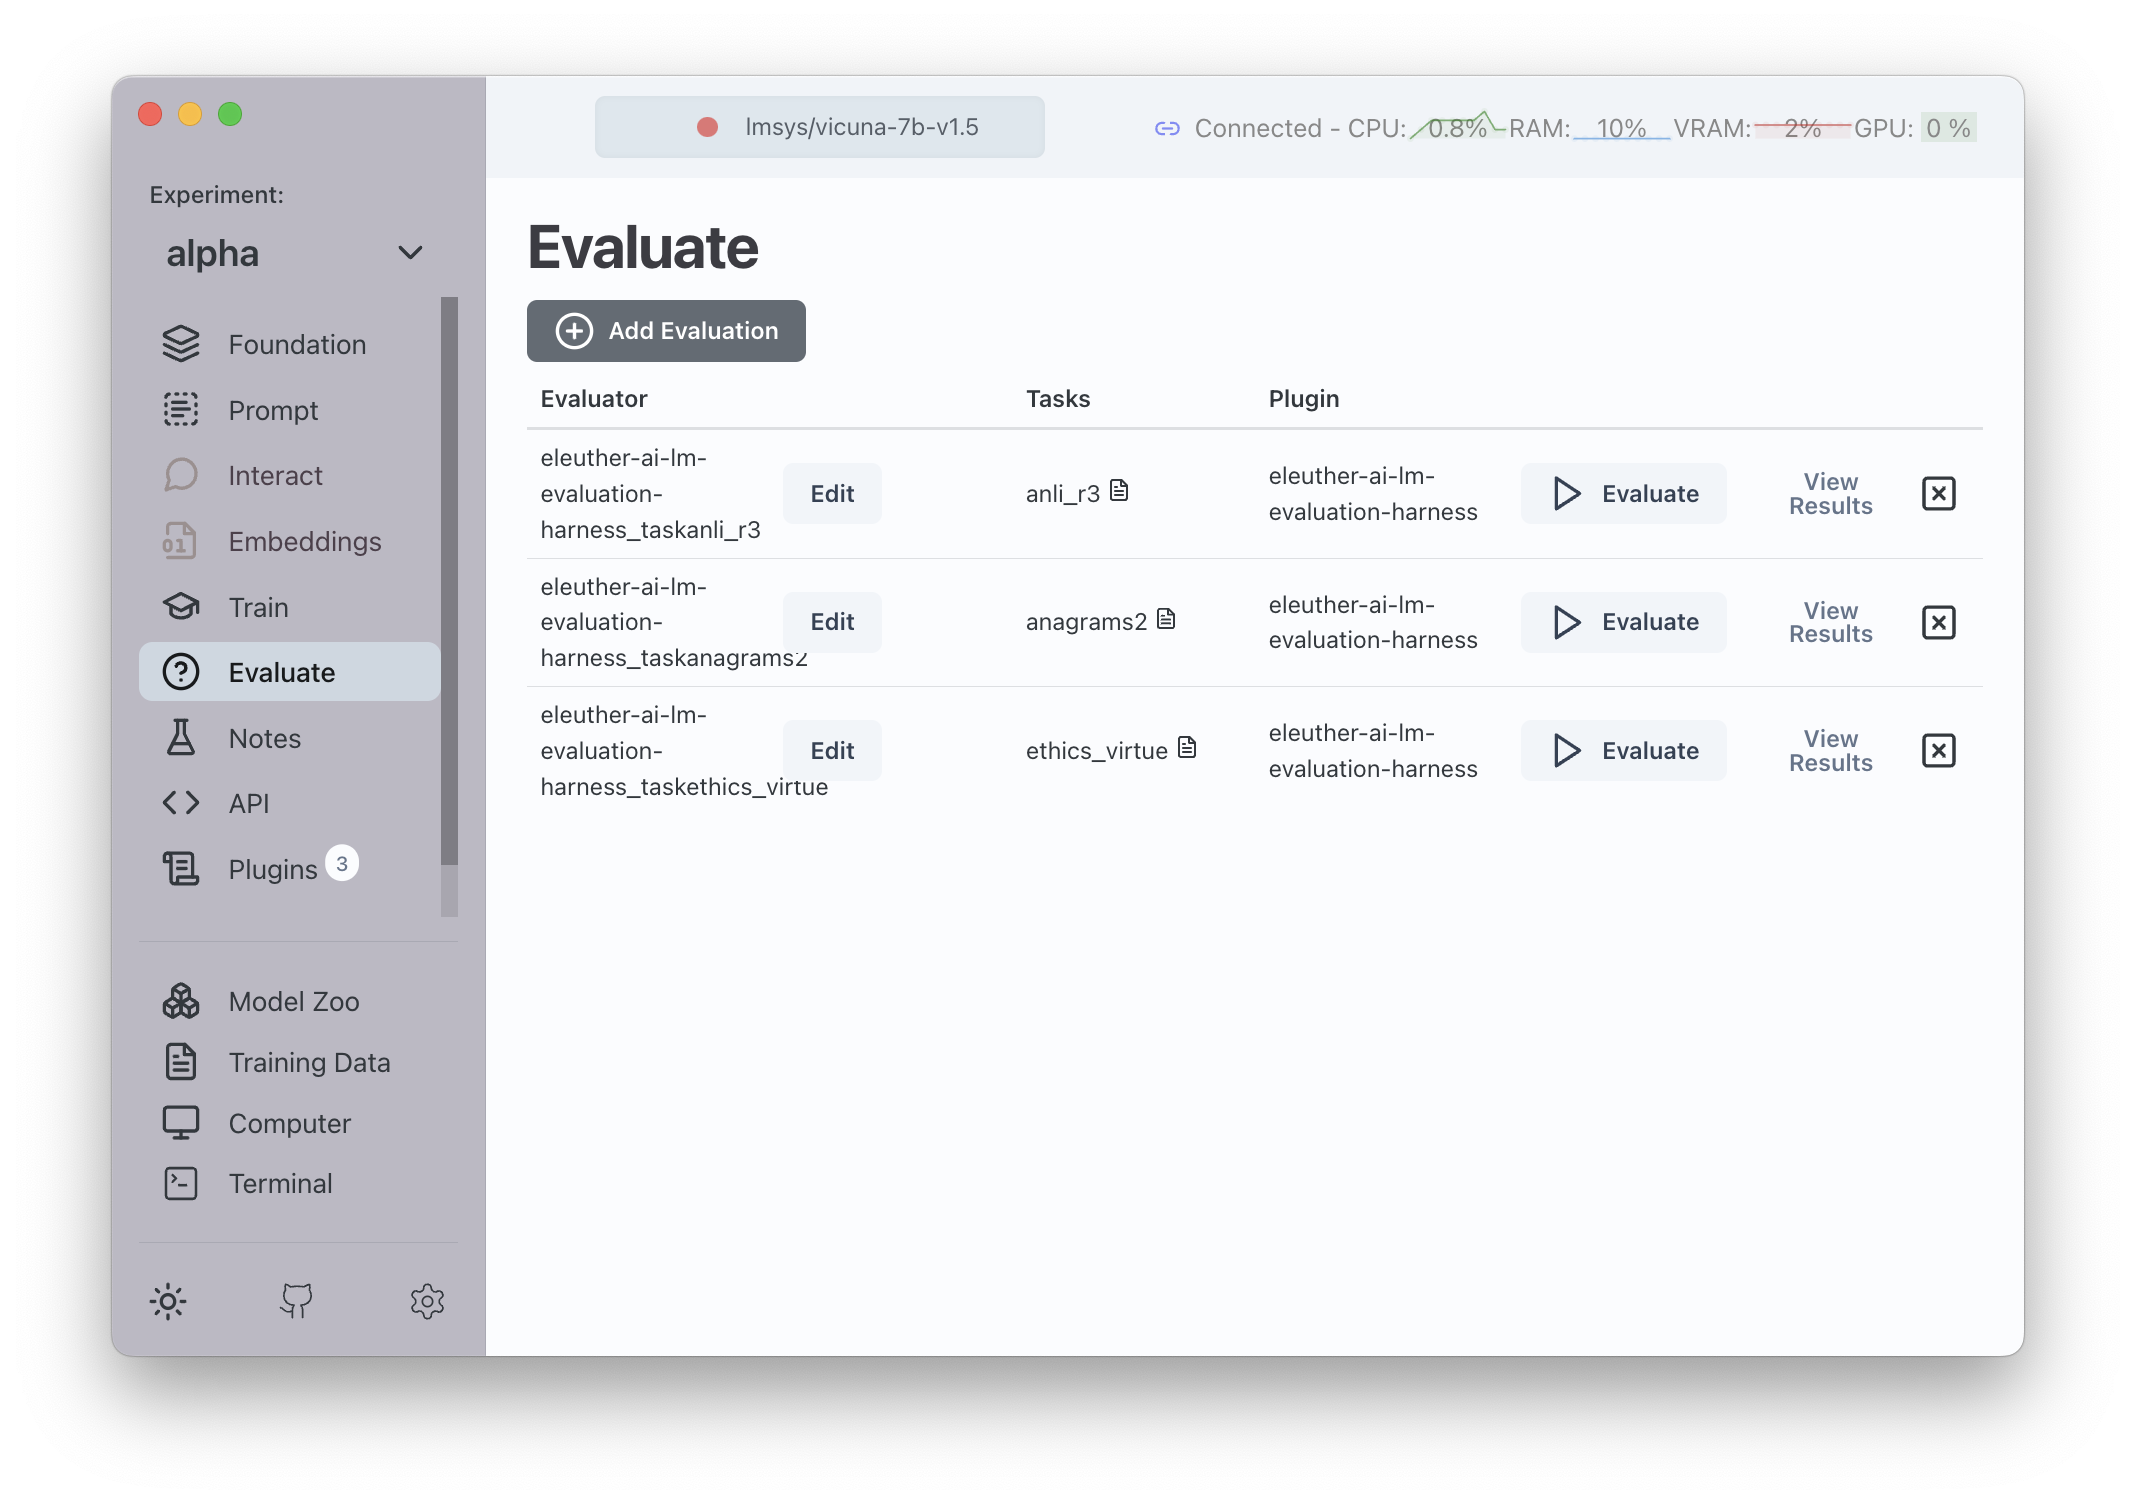 lmsys/vicuna-7b-v1.5
Connected - CPU: 0.8% RAM: 10% VRAM: 2% GPU: 0 %
Experiment:
alpha
Foundation
Prompt
Interact
Embeddings
Train
Evaluate
Notes
API
Plugins 3
Model Zoo
Training Data
Computer
Terminal
Evaluate
Add Evaluation
Evaluator Tasks Plugin
eleuther-ai-lm-
evaluation-
harness_taskanli_r3
Edit
anli_r3
eleuther-ai-lm-
evaluation-harness
Evaluate
View
Results
eleuther-ai-lm-
evaluation-
harness_taskanagrams2
Edit
anagrams2
eleuther-ai-lm-
evaluation-harness
Evaluate
View
Results
eleuther-ai-lm-
evaluation-
harness_taskethics_virtue
Edit
ethics_virtue
eleuther-ai-lm-
evaluation-harness
Evaluate
View
Results